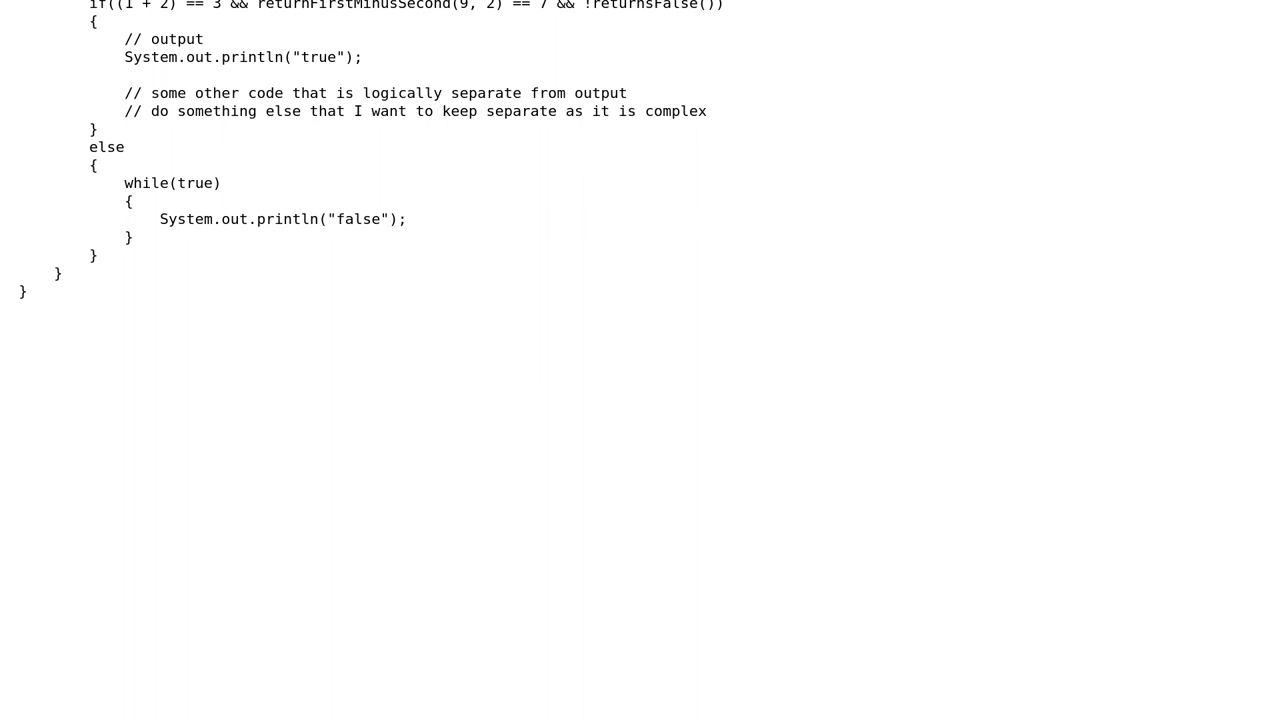 if((1 + 2) == 3 && returnFirstMinusSecond(9, 2) == 7 && !returnsFalse())
{
// output
System.out.println("true");
// some other code that is logically separate from output
// do something else that I want to keep separate as it is complex
}
else
{
while(true)
{
System.out.println("false");
}
}
}
}